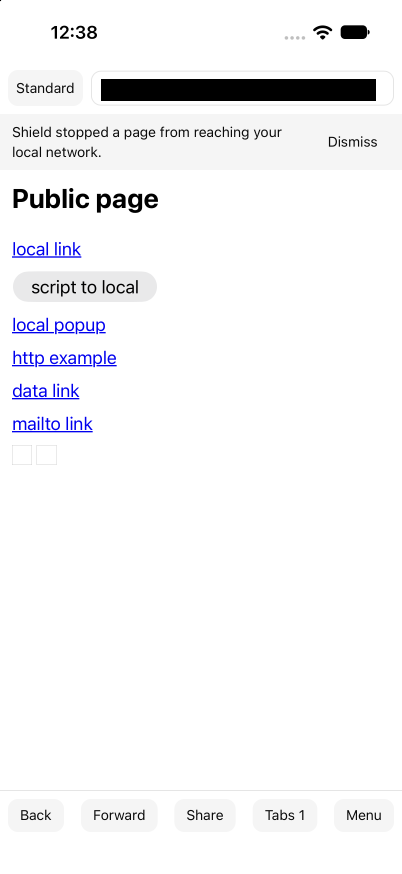 12:38
Standard
Shield stopped a page from reaching your
local network.
Dismiss
Public page
local link
script to local
local popup
http example
data link
mailto link
Back
Forward
Share
Tabs 1
Menu